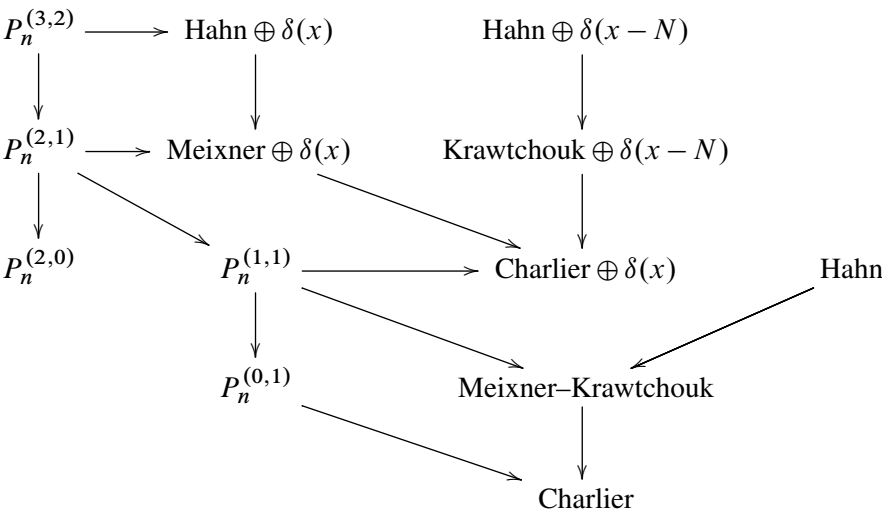 P_n^{(3,2)} Hahn ⊕ δ(x) Hahn ⊕ δ(x − N)
P_n^{(2,1)} Meixner ⊕ δ(x) Krawtchouk ⊕ δ(x − N)
P_n^{(2,0)} P_n^{(1,1)} Charlier ⊕ δ(x) Hahn
P_n^{(0,1)} Meixner–Krawtchouk
Charlier